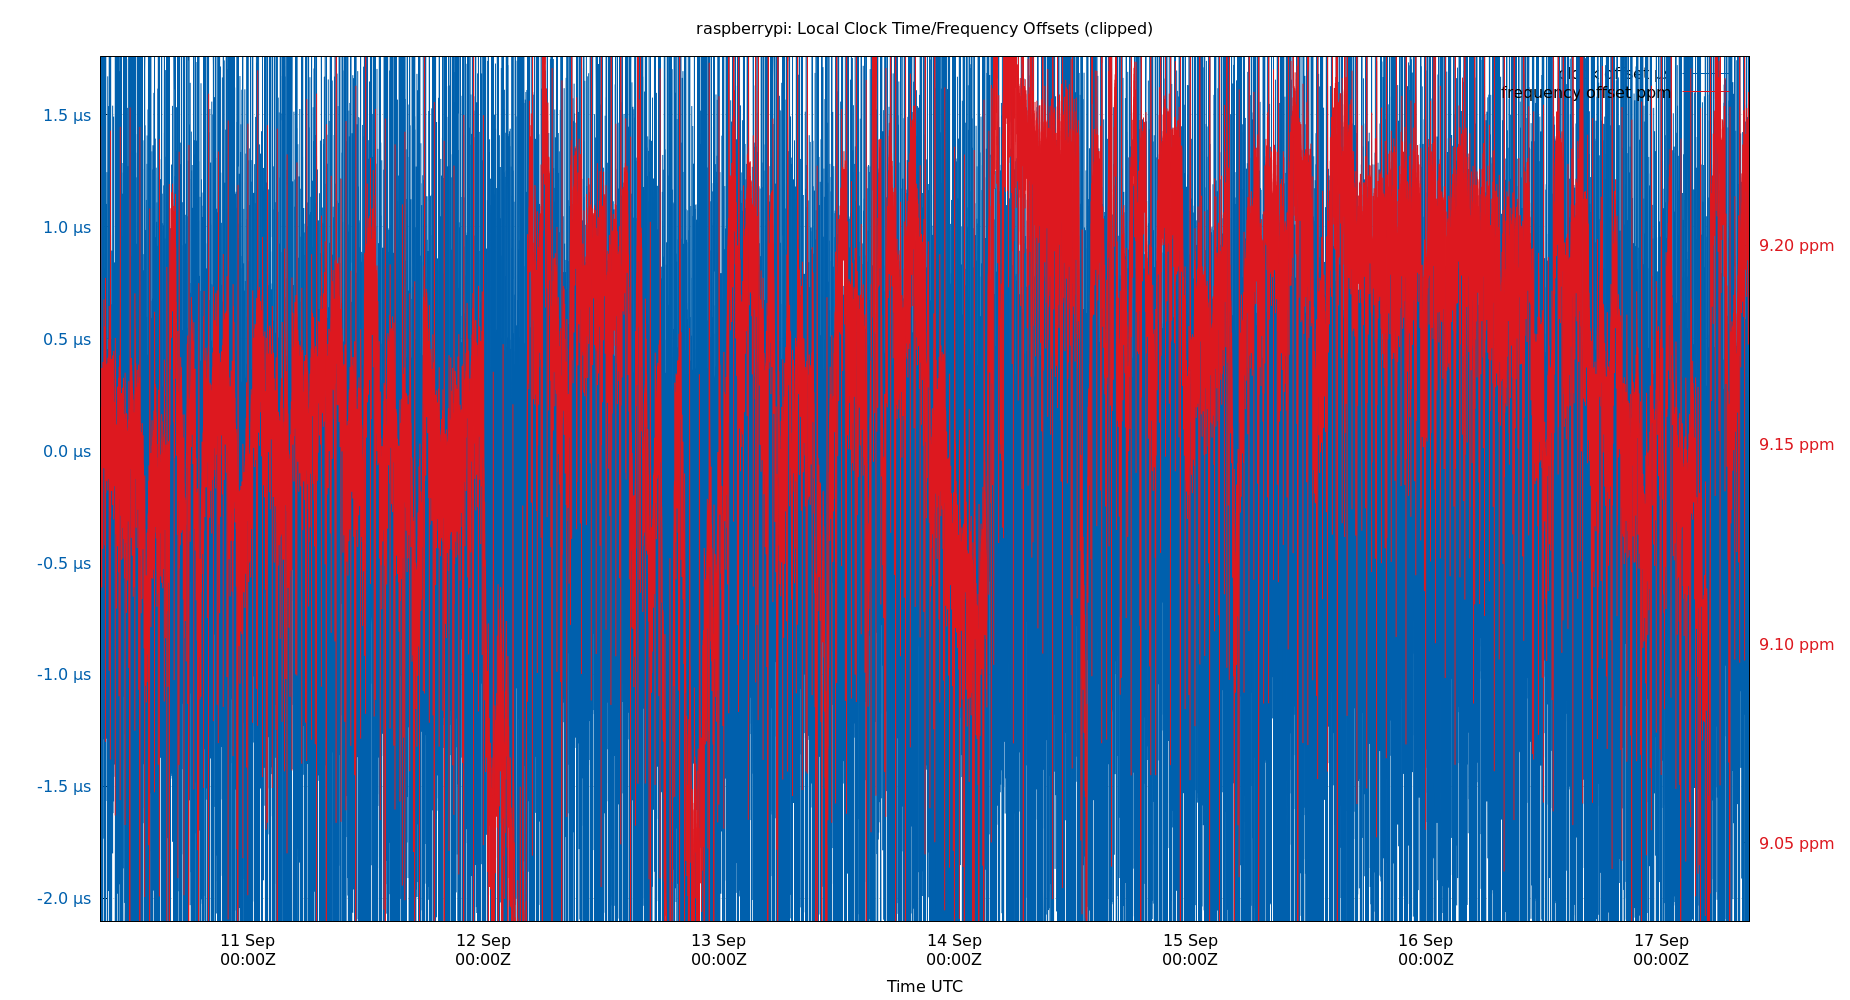 raspberrypi: Local Clock Time/Frequency Offsets (clipped)
clock offset µs
frequency offset ppm
1.5 µs
1.0 µs
0.5 µs
0.0 µs
-0.5 µs
-1.0 µs
-1.5 µs
-2.0 µs
9.20 ppm
9.15 ppm
9.10 ppm
9.05 ppm
11 Sep 12 Sep 13 Sep 14 Sep 15 Sep 16 Sep 17 Sep
00:00Z 00:00Z 00:00Z 00:00Z 00:00Z 00:00Z 00:00Z
Time UTC